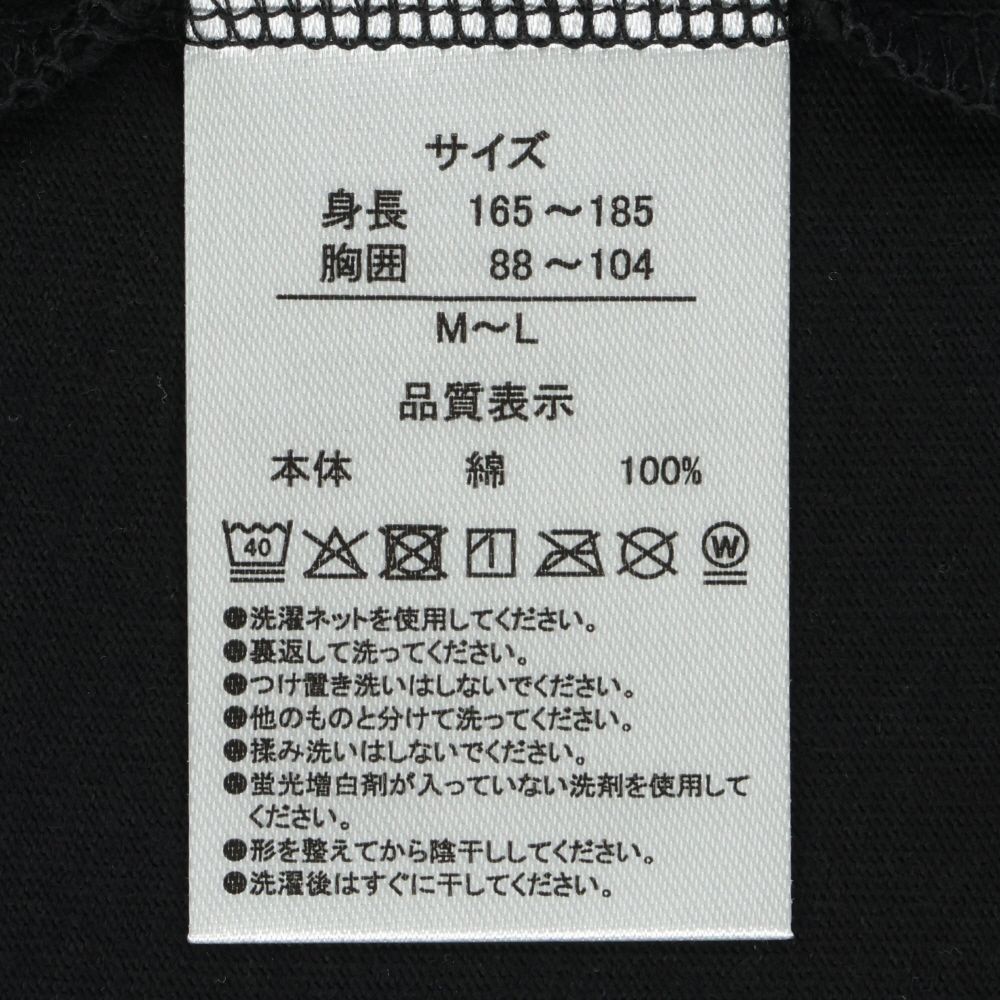 サイズ
身長 165～185
胸囲 88～104
M～L
品質表示
本体 綿 100%
40 W
●洗濯ネットを使用してください。
●裏返して洗ってください。
●つけ置き洗いはしないでください。
●他のものと分けて洗ってください。
●揉み洗いはしないでください。
●蛍光増白剤が入っていない洗剤を使用して
ください。
●形を整えてから陰干ししてください。
●洗濯後はすぐに干してください。